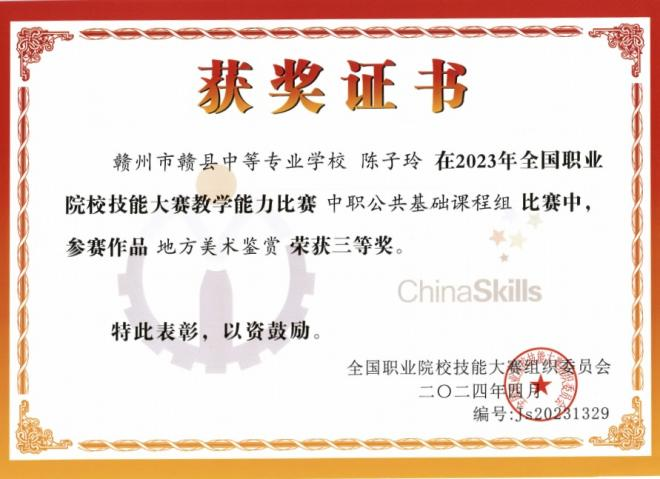 获奖证书
赣州市赣县中等专业学校 陈子玲 在2023年全国职业
院校技能大赛教学能力比赛 中职公共基础课程组 比赛中，
参赛作品 地方美术鉴赏 荣获三等奖。
ChinaSkills
特此表彰，以资鼓励。
全国职业院校技能大赛组织委员会
二〇二四年四月
编号:Js20231329